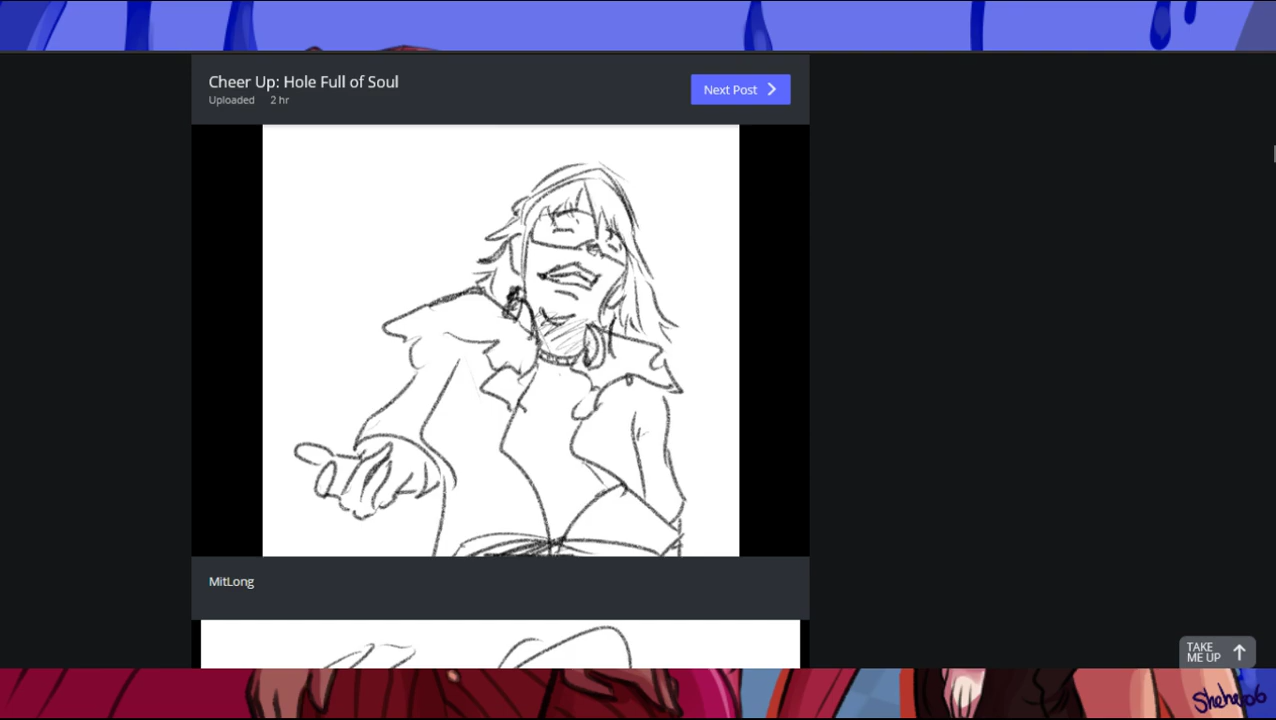 Cheer Up: Hole Full of Soul
Uploaded 2 hr
Next Post
MitLong
TAKE
ME UP